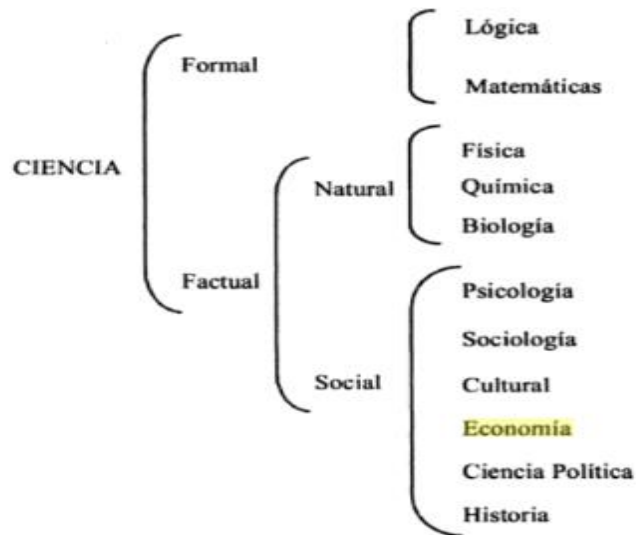 CIENCIA
Formal
Lógica
Matemáticas
Factual
Natural
Física
Química
Biología
Social
Psicología
Sociología
Cultural
Economía
Ciencia Política
Historia